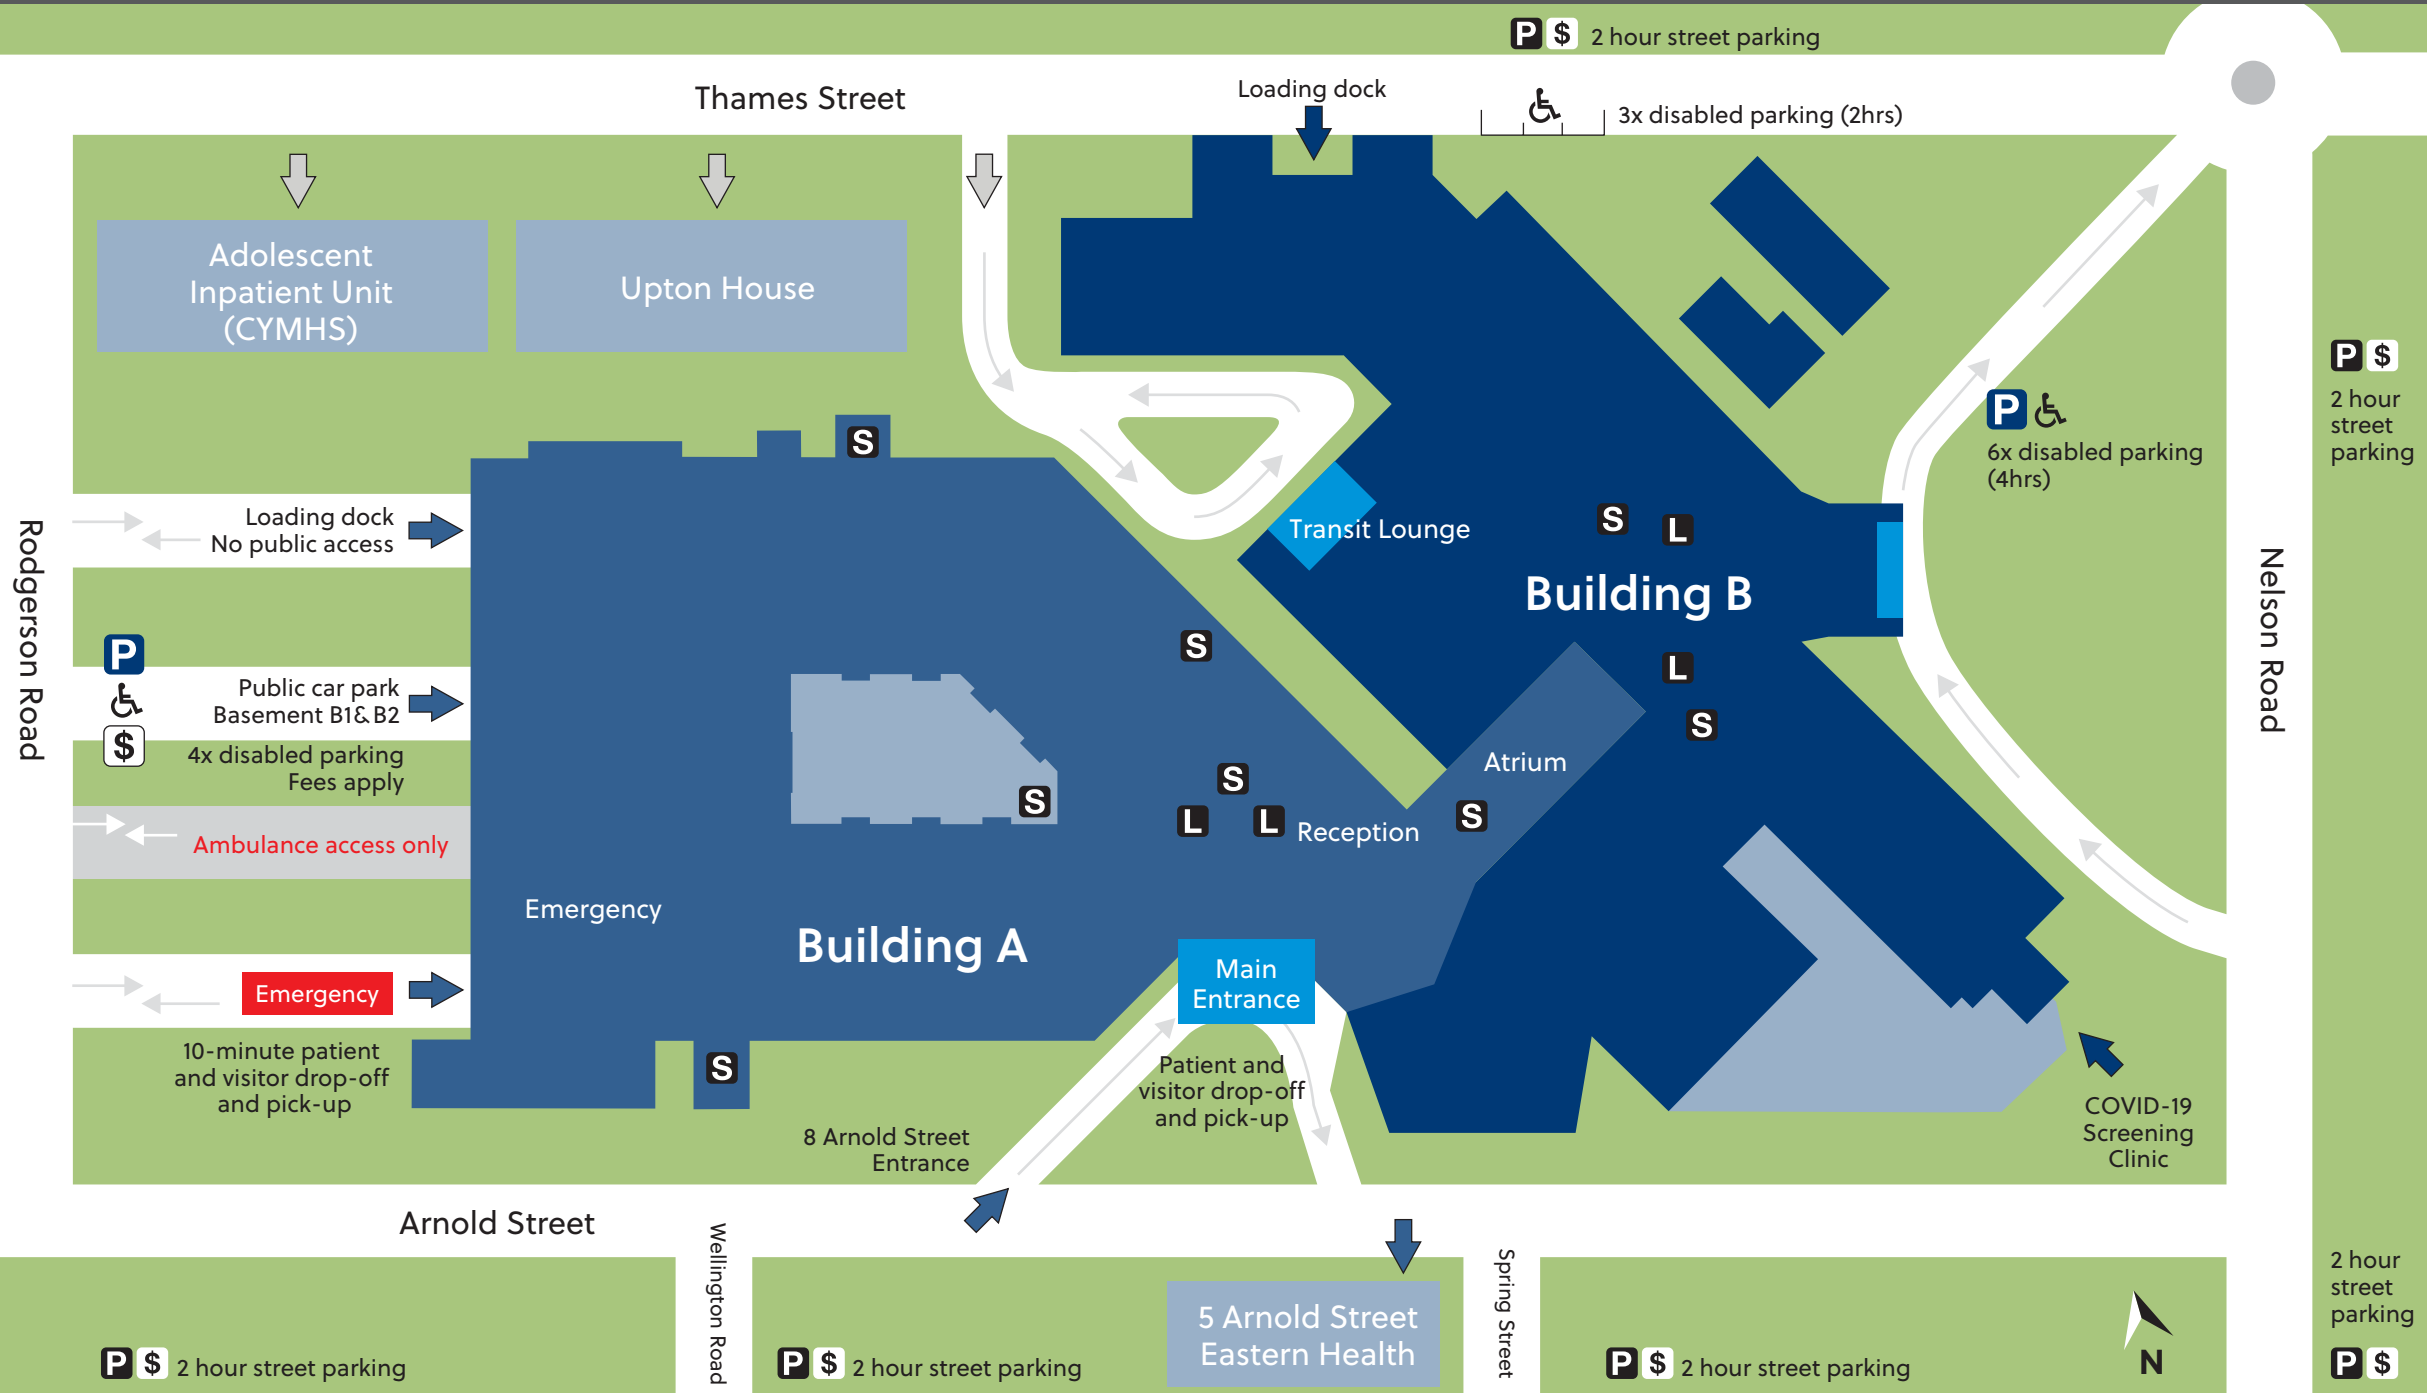 P $ 2 hour street parking
Thames Street
Loading dock
3x disabled parking (2hrs)
Adolescent
Inpatient Unit
(CYMHS)
Upton House
P $
2 hour
street
parking
P
6x disabled parking
(4hrs)
S
Loading dock
No public access
Rodgerson Road
Transit Lounge
S
L
Building B
Nelson Road
P
Public car park
Basement B1&B2
$
4x disabled parking
Fees apply
S
L
S
Atrium
S
S
L
L
Reception
S
Ambulance access only
Emergency
Building A
Main
Entrance
Emergency
10-minute patient
and visitor drop-off
and pick-up
S
Patient and
visitor drop-off
and pick-up
8 Arnold Street
Entrance
COVID-19
Screening
Clinic
Arnold Street
Wellington Road
Spring Street
5 Arnold Street
Eastern Health
P $ 2 hour street parking
P $ 2 hour street parking
P $ 2 hour street parking
N
2 hour
street
parking
P $